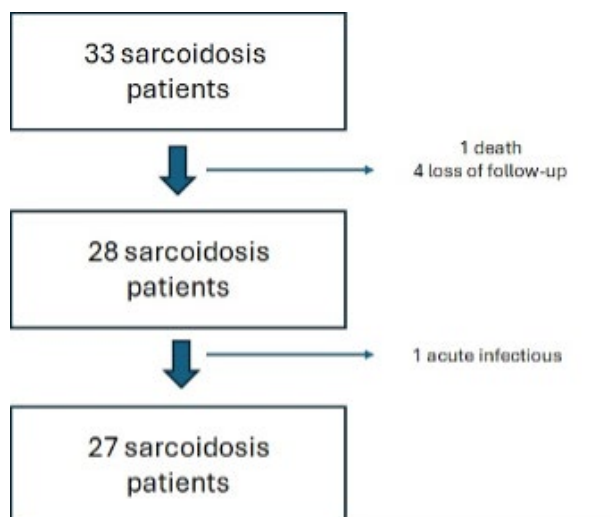 33 sarcoidosis
patients
1 death
4 loss of follow-up
28 sarcoidosis
patients
1 acute infectious
27 sarcoidosis
patients